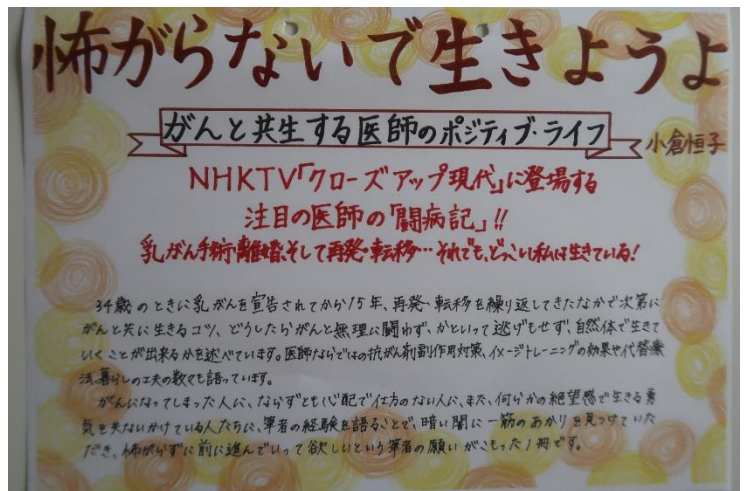 怖がらないで生きようよ
がんと共生する医師のポジティブ・ライフ
小倉恒子
NHKTV「クローズアップ現代」に登場する
注目の医師の「闘病記」!!
乳がん手術・離婚、そして再発・転移…それでも、どっこい私は生きている!
34歳のときに乳がんを宣告されてから15年、再発・転移を繰り返してきたなかで次第に
がんと共に生きるコツ、どうしたらがんと無理に闘わず、かといって逃げもせず、自然体で生きて
いくことが出来るかを述べています。医師ならではの抗がん剤副作用対策、イメージトレーニングの効果や代替療
法、暮らしの工夫の数々も語っています。
がんになってしまった人に、ならずとも心配で仕方のない人に、また、何らかの絶望感で生きる勇
気を失ないかけている人たちに、筆者の経験を語ることで、暗い闇に一筋のあかりを見つけていた
だき、怖がらずに前に進んでいって欲しいという筆者の願いがこもった1冊です。